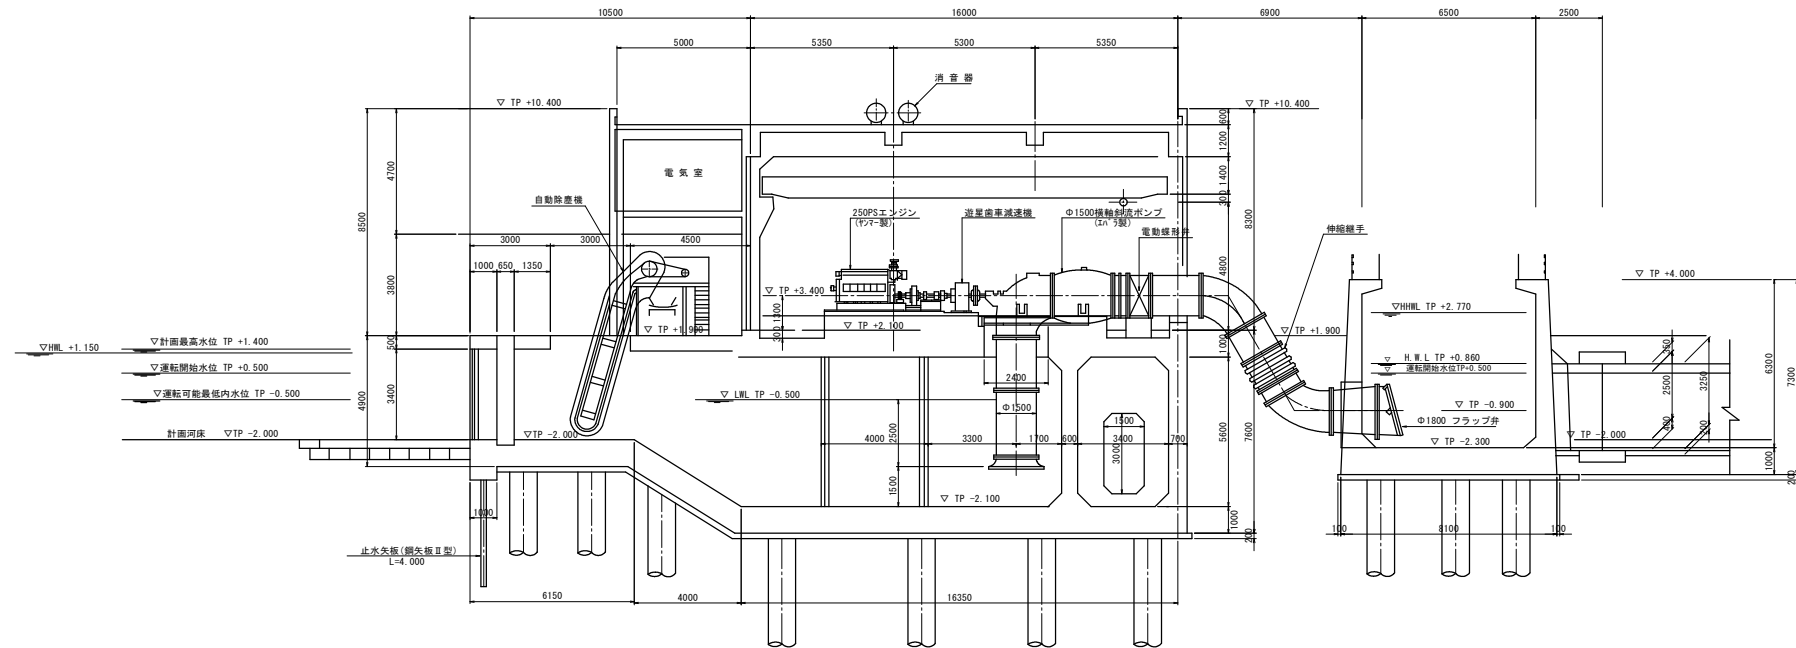 10500
16000
6900
6500
2500
5000
5350
5300
5350
消音器
▽ TP +10.400
▽ TP +10.400
600
1200
1400
300
4700
電気室
自動除塵機
250PSエンジン
(ヤンマー製)
遊星歯車減速機
Φ1500横軸斜流ポンプ
(エバラ製)
電動蝶形弁
伸縮継手
8500
8300
3000
3000
4500
1000
650
1350
3800
4800
▽ TP +4.000
▽ TP +3.400
1300
300
▽HHWL TP +2.770
▽ TP +1.900
▽ TP +2.100
▽ TP +1.900
500
1000
▽計画最高水位 TP +1.400
▽HWL +1.150
▽運転開始水位 TP +0.500
▽運転可能最低内水位 TP -0.500
計画河床 ▽TP -2.000
▽TP -2.000
3400
4900
▽ LWL TP -0.500
2400
Φ1500
▽ H.W.L TP +0.860
▽ 運転開始水位TP+0.500
▽ TP -0.900
Φ1800 フラップ弁
▽ TP -2.300
▽ TP -2.000
2500
3250
6300
7300
4000
3300
1700
600
3400
700
1500
3000
2500
1500
5600
7600
▽ TP -2.100
1000
200
1000
200
1000
100
8100
100
止水矢板(鋼矢板Ⅱ型)
L=4.000
6150
4000
16350